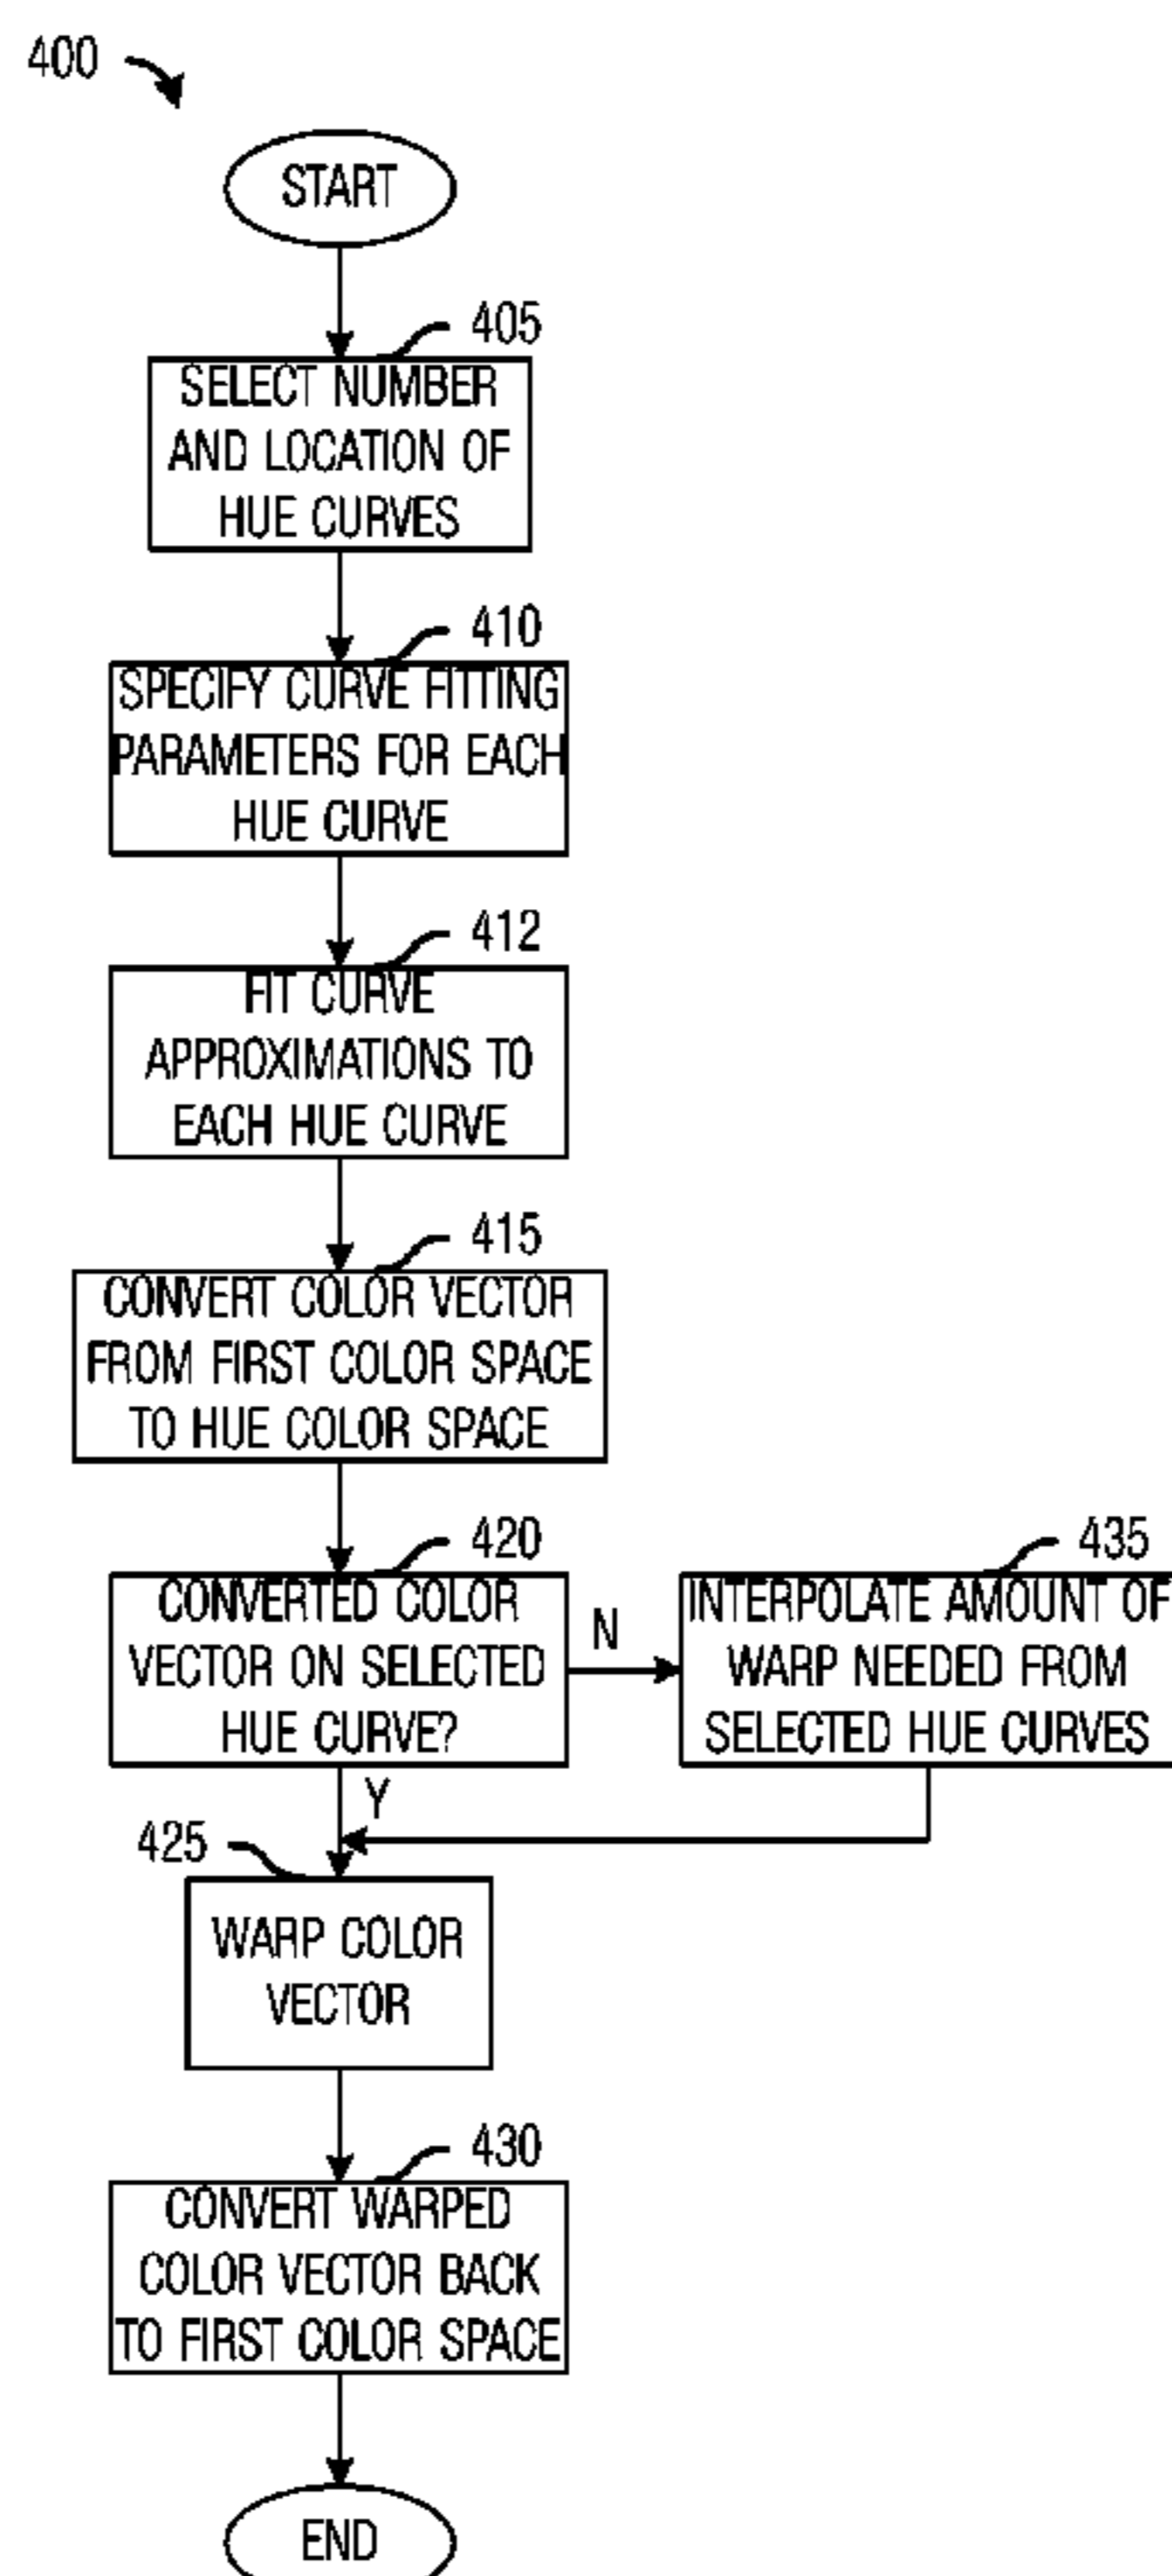 400
START
405
SELECT NUMBER
AND LOCATION OF
HUE CURVES
410
SPECIFY CURVE FITTING
PARAMETERS FOR EACH
HUE CURVE
412
FIT CURVE
APPROXIMATIONS TO
EACH HUE CURVE
415
CONVERT COLOR VECTOR
FROM FIRST COLOR SPACE
TO HUE COLOR SPACE
420
CONVERTED COLOR
VECTOR ON SELECTED
HUE CURVE?
N
435
INTERPOLATE AMOUNT OF
WARP NEEDED FROM
SELECTED HUE CURVES
Y
425
WARP COLOR
VECTOR
430
CONVERT WARPED
COLOR VECTOR BACK
TO FIRST COLOR SPACE
END